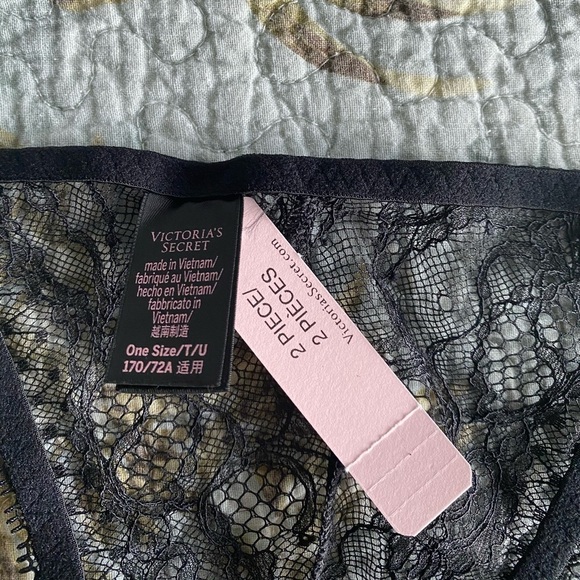 VICTORIA'S
SECRET
made in Vietnam/
fabriqué au Vietnam/
hecho en Vietnam/
fabbricato in
Vietnam/
越南制造
One Size/T/U
170/72A 适用
VictoriasSecret.com
2 PIECE/
2 PIÈCES